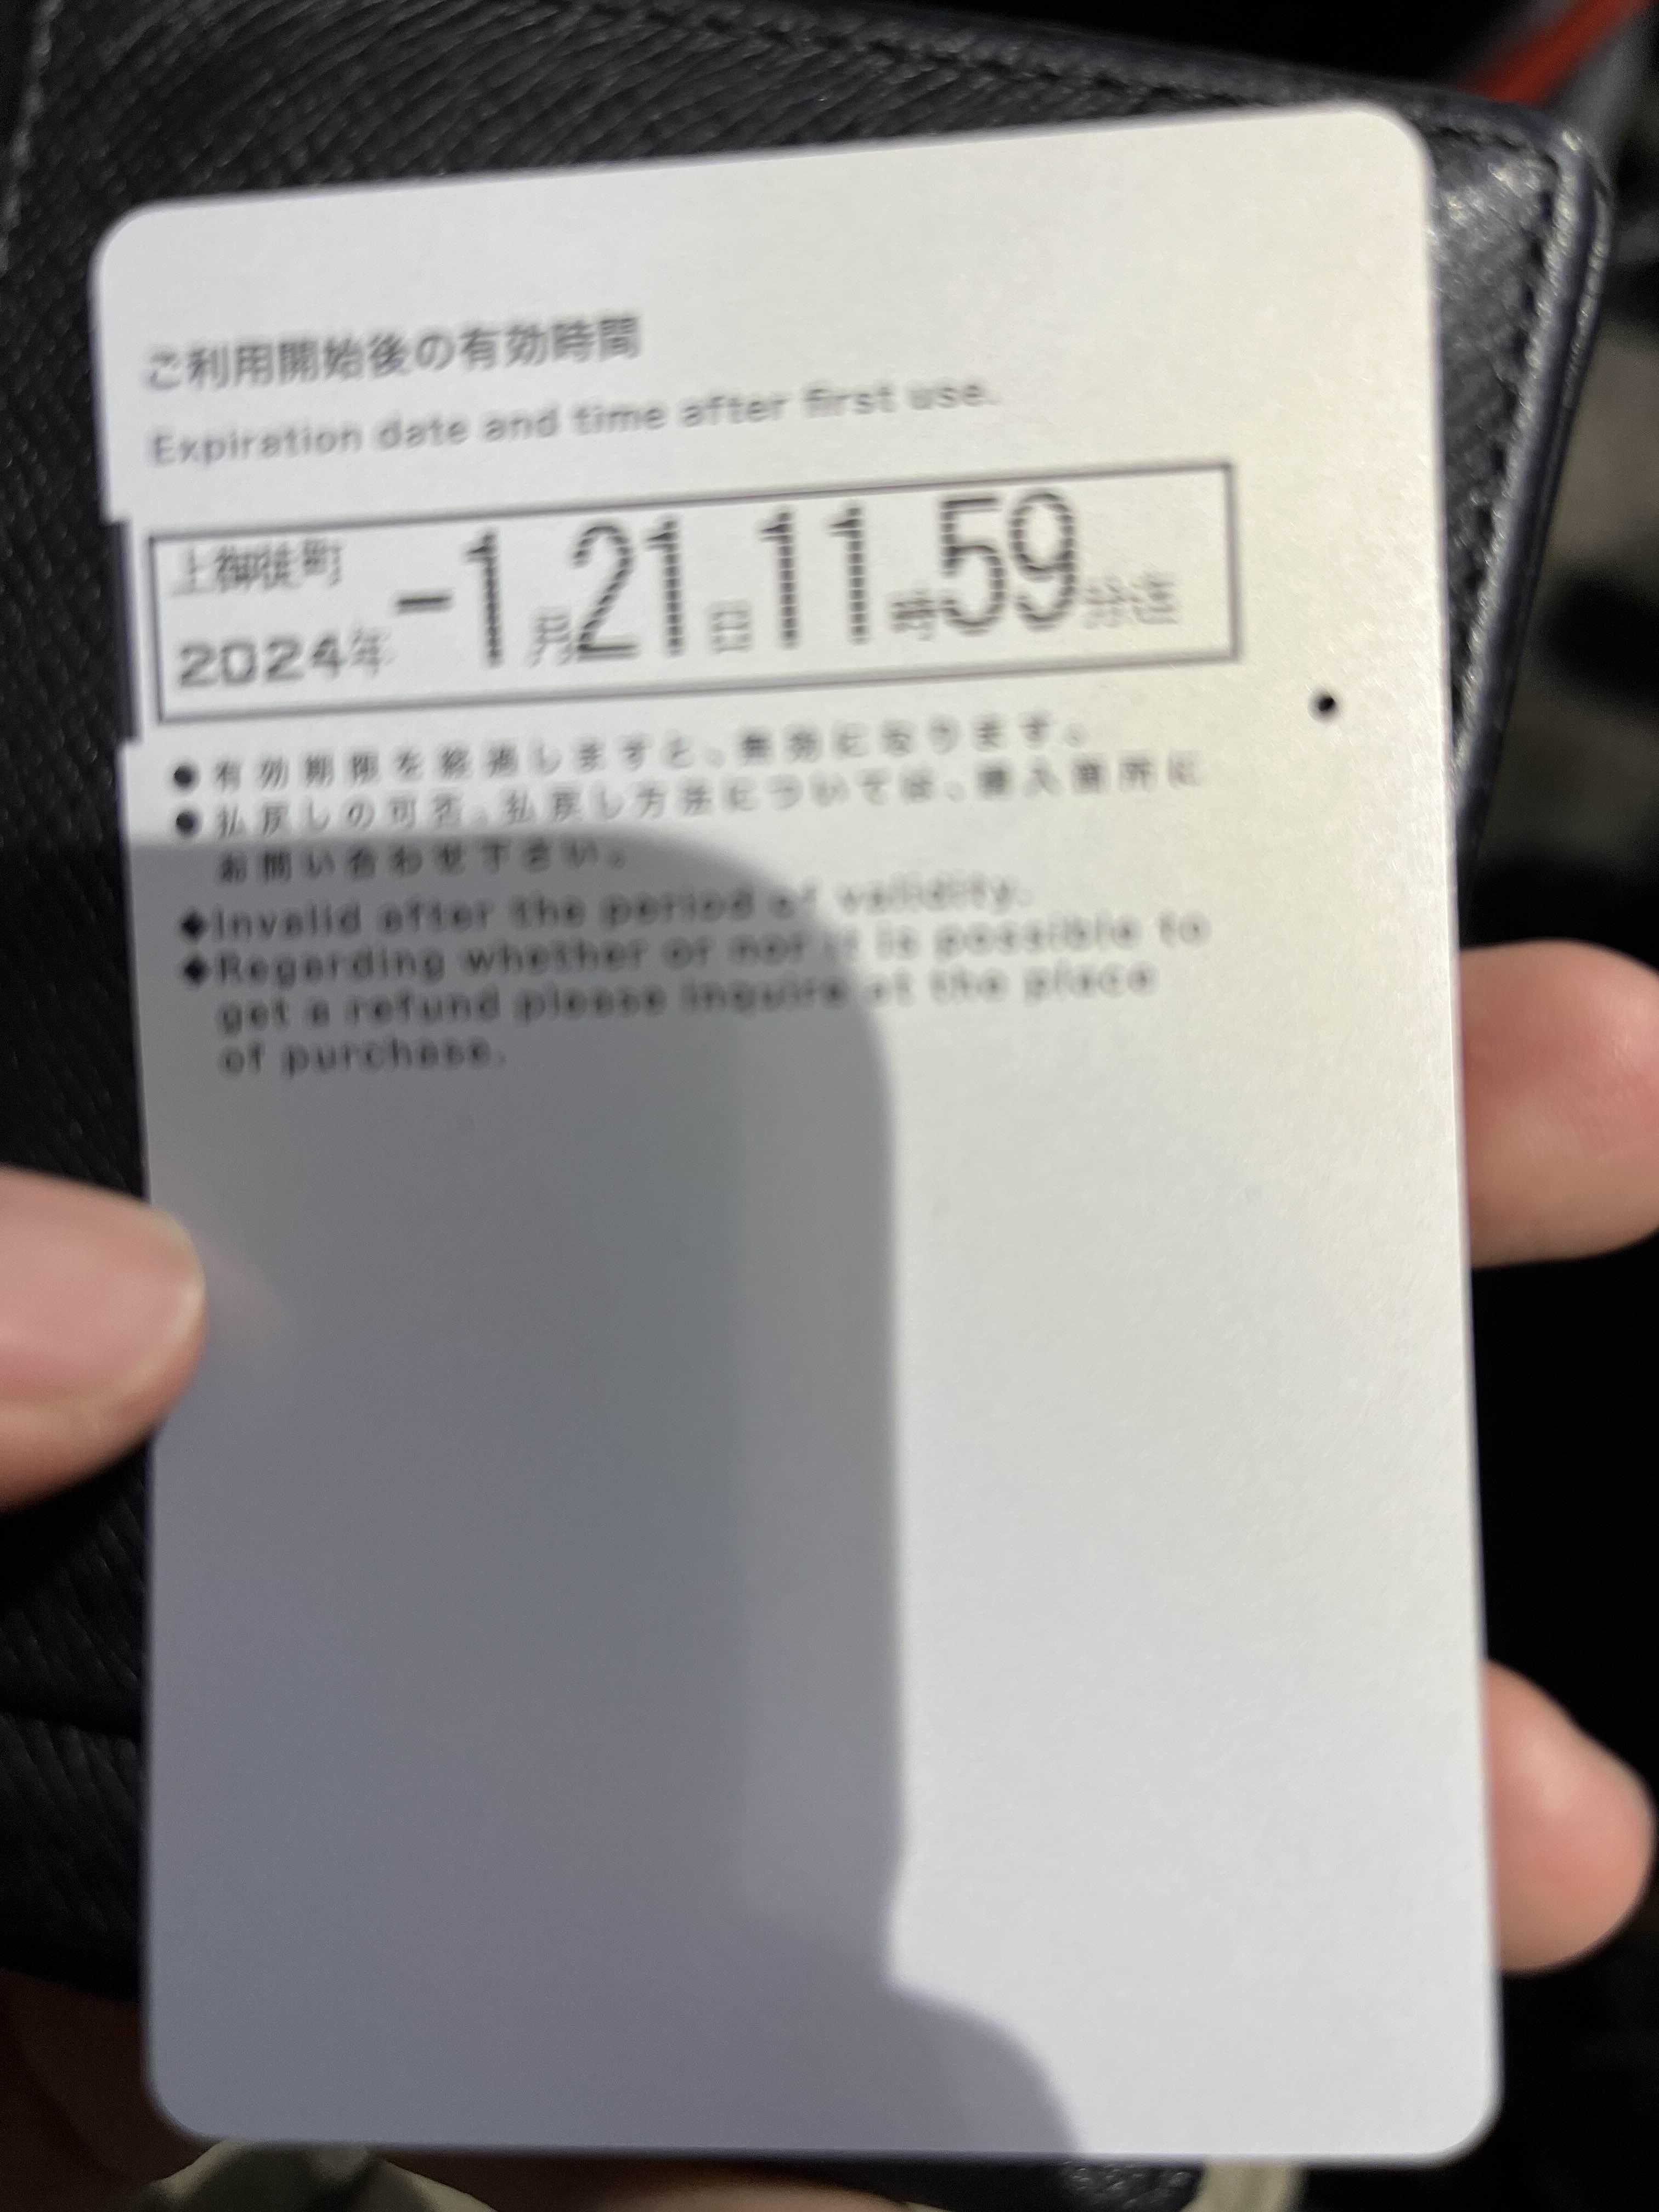 ご利用開始後の有効時間
Expiration date and time after first use.
上御徒町
2024年-1月21日11時59分迄
●有効期限を経過しますと、無効になります。
●払戻しの可否、払戻し方法については、購入箇所に
お問い合わせ下さい。
◆Invalid after the period of validity.
◆Regarding whether or not it is possible to
get a refund please inquire at the place
of purchase.